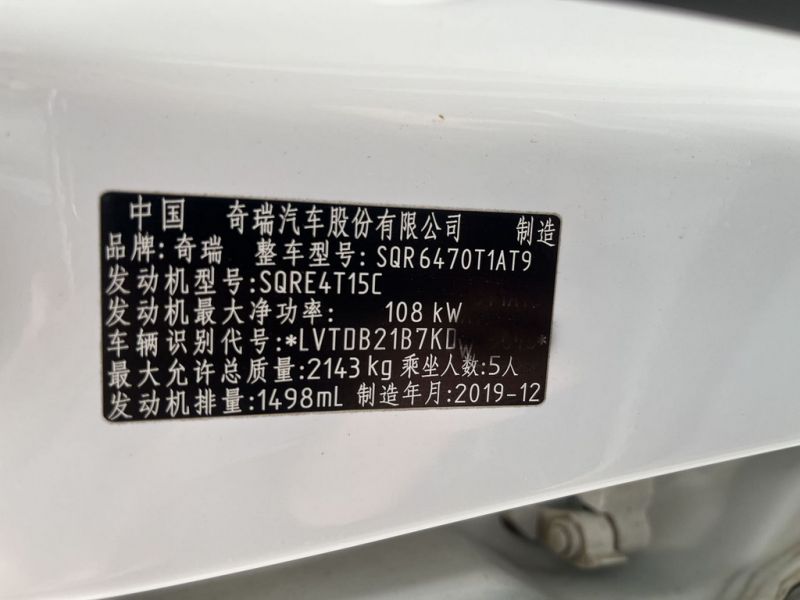 中国 奇瑞汽车股份有限公司 制造
品牌:奇瑞 整车型号:SQR6470T1AT9
发动机型号:SQRE4T15C
发动机最大净功率: 108 kW
车辆识别代号:*LVTDB21B7KD
最大允许总质量:2143kg 乘坐人数:5人
发动机排量:1498mL 制造年月:2019-12